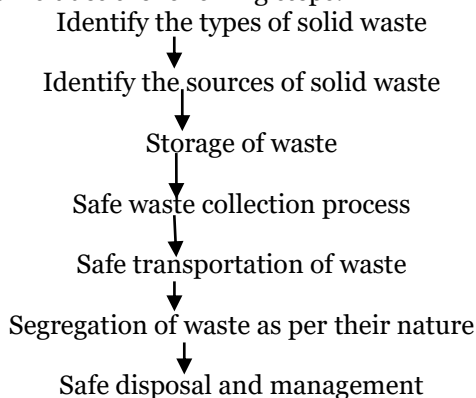 Identify the types of solid waste
Identify the sources of solid waste
Storage of waste
Safe waste collection process
Safe transportation of waste
Segregation of waste as per their nature
Safe disposal and management